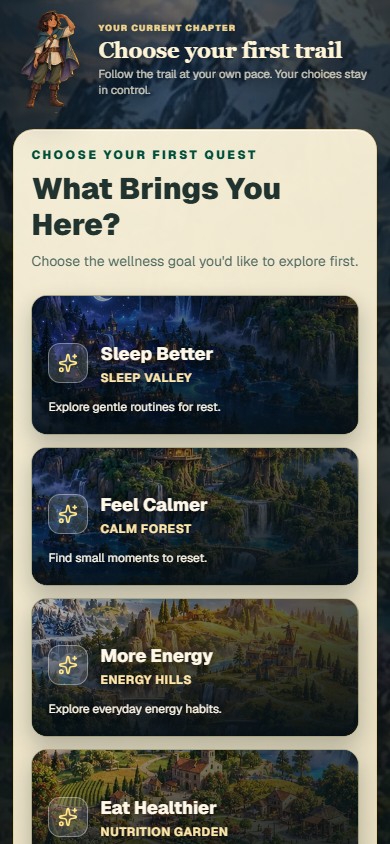 YOUR CURRENT CHAPTER
Choose your first trail
Follow the trail at your own pace. Your choices stay
in control.
CHOOSE YOUR FIRST QUEST
What Brings You
Here?
Choose the wellness goal you'd like to explore first.
Sleep Better
SLEEP VALLEY
Explore gentle routines for rest.
Feel Calmer
CALM FOREST
Find small moments to reset.
More Energy
ENERGY HILLS
Explore everyday energy habits.
Eat Healthier
NUTRITION GARDEN